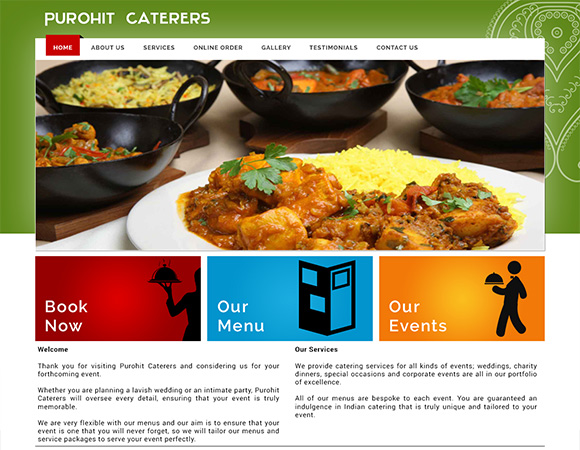 PUROHIT CATERERS
HOME ABOUT US SERVICES ONLINE ORDER GALLERY TESTIMONIALS CONTACT US
Book
Now
Our
Menu
Our
Events
Welcome
Thank you for visiting Purohit Caterers and considering us for your
forthcoming event.
Whether you are planning a lavish wedding or an intimate party, Purohit
Caterers will oversee every detail, ensuring that your event is truly
memorable.
We are very flexible with our menus and our aim is to ensure that your
event is one that you will never forget, so we will tailor our menus and
service packages to serve your event perfectly.
Our Services
We provide catering services for all kinds of events; weddings, charity
dinners, special occasions and corporate events are all in our portfolio
of excellence.
All of our menus are bespoke to each event. You are guaranteed an
indulgence in Indian catering that is truly unique and tailored to your
event.